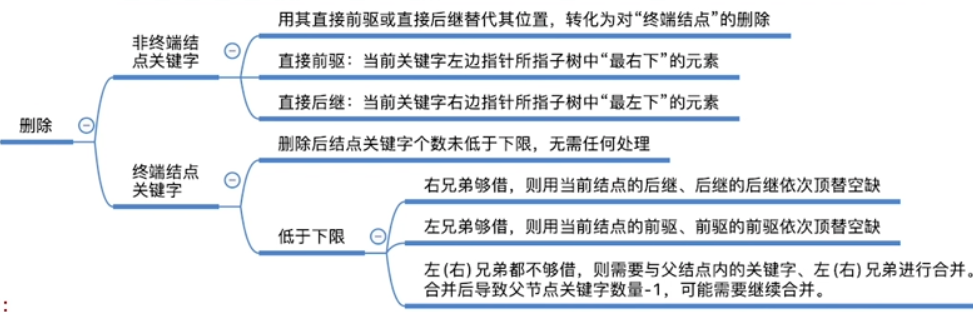 删除
非终端结
点关键字
用其直接前驱或直接后继替代其位置，转化为对“终端结点”的删除
直接前驱：当前关键字左边指针所指子树中“最右下”的元素
直接后继：当前关键字右边指针所指子树中“最左下”的元素
终端结点
关键字
删除后结点关键字个数未低于下限，无需任何处理
低于下限
右兄弟够借，则用当前结点的后继、后继的后继依次顶替空缺
左兄弟够借，则用当前结点的前驱、前驱的前驱依次顶替空缺
左(右)兄弟都不够借，则需要与父结点内的关键字、左(右)兄弟进行合并。
合并后导致父节点关键字数量-1，可能需要继续合并。
：